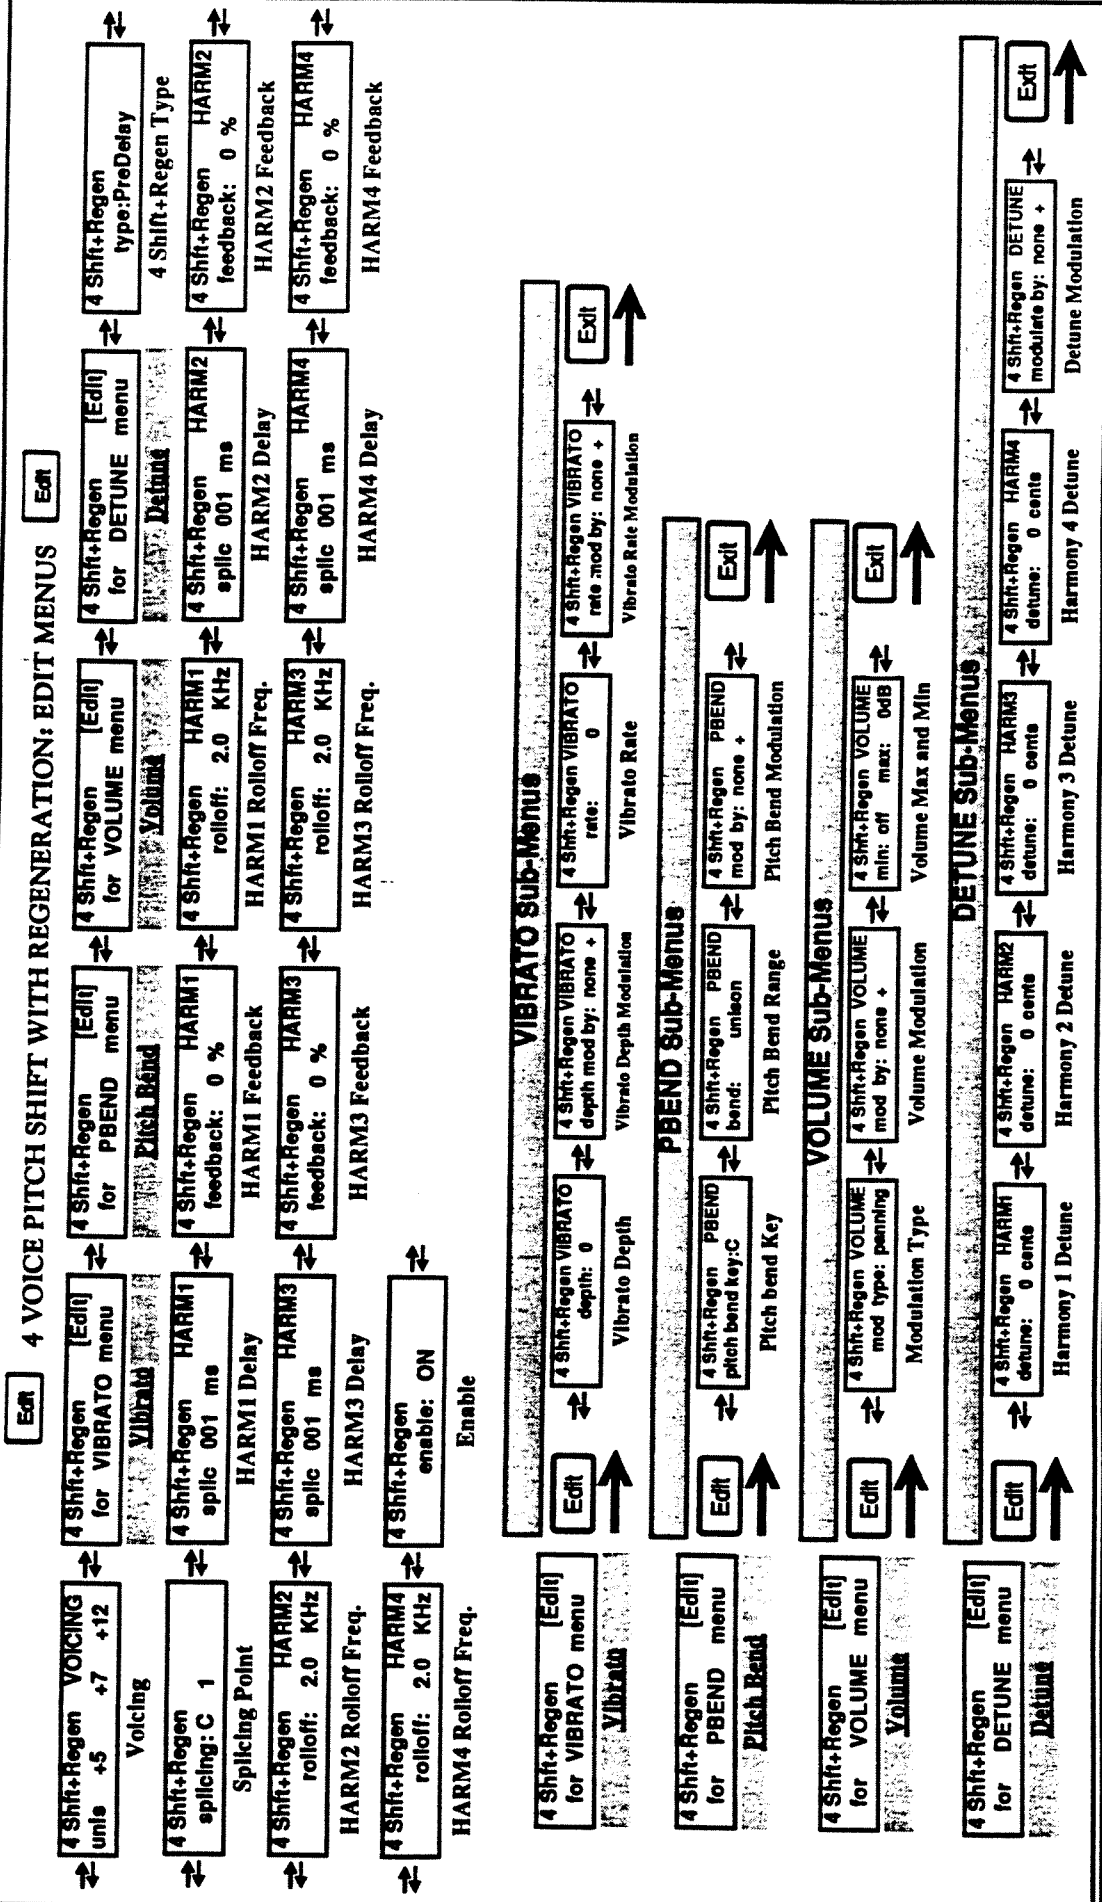 Edit 4 VOICE PITCH SHIFT WITH REGENERATION: EDIT MENUS Edit
4 Shft+Regen VOICING
unis +5 +7 +12
Voicing
4 Shft+Regen [Edit]
for VIBRATO menu
Vibrato
4 Shft+Regen [Edit]
for PBEND menu
Pitch Bend
4 Shft+Regen [Edit]
for VOLUME menu
Volume
4 Shft+Regen [Edit]
for DETUNE menu
Detune
4 Shft+Regen
type:PreDelay
4 Shift+Regen Type
4 Shft+Regen
splicing: C 1
Splicing Point
4 Shft+Regen HARM1
splic 001 ms
HARM1 Delay
4 Shft+Regen HARM1
feedback: 0 %
HARM1 Feedback
4 Shft+Regen HARM1
rolloff: 2.0 KHz
HARM1 Rolloff Freq.
4 Shft+Regen HARM2
splic 001 ms
HARM2 Delay
4 Shft+Regen HARM2
feedback: 0 %
HARM2 Feedback
4 Shft+Regen HARM2
rolloff: 2.0 KHz
HARM2 Rolloff Freq.
4 Shft+Regen HARM3
splic 001 ms
HARM3 Delay
4 Shft+Regen HARM3
feedback: 0 %
HARM3 Feedback
4 Shft+Regen HARM3
rolloff: 2.0 KHz
HARM3 Rolloff Freq.
4 Shft+Regen HARM4
splic 001 ms
HARM4 Delay
4 Shft+Regen HARM4
feedback: 0 %
HARM4 Feedback
4 Shft+Regen HARM4
rolloff: 2.0 KHz
HARM4 Rolloff Freq.
4 Shft+Regen
enable: ON
Enable
VIBRATO Sub-Menus
4 Shft+Regen [Edit]
for VIBRATO menu
Vibrato
Edit
4 Shft+Regen VIBRATO
depth: 0
Vibrato Depth
4 Shft+Regen VIBRATO
depth mod by: none +
Vibrato Depth Modulation
4 Shft+Regen VIBRATO
rate: 0
Vibrato Rate
4 Shft+Regen VIBRATO
rate mod by: none +
Vibrato Rate Modulation
Exit
PBEND Sub-Menus
4 Shft+Regen [Edit]
for PBEND menu
Pitch Bend
Edit
4 Shft+Regen PBEND
pitch bend key:C
Pitch bend Key
4 Shft+Regen PBEND
bend: unison
Pitch Bend Range
4 Shft+Regen PBEND
mod by: none +
Pitch Bend Modulation
Exit
VOLUME Sub-Menus
4 Shft+Regen [Edit]
for VOLUME menu
Volume
Edit
4 Shft+Regen VOLUME
mod type: panning
Modulation Type
4 Shft+Regen VOLUME
mod by: none +
Volume Modulation
4 Shft+Regen VOLUME
min: off max: 0dB
Volume Max and Min
Exit
DETUNE Sub-Menus
4 Shft+Regen [Edit]
for DETUNE menu
Detune
Edit
4 Shft+Regen HARM1
detune: 0 cents
Harmony 1 Detune
4 Shft+Regen HARM2
detune: 0 cents
Harmony 2 Detune
4 Shft+Regen HARM3
detune: 0 cents
Harmony 3 Detune
4 Shft+Regen HARM4
detune: 0 cents
Harmony 4 Detune
4 Shft+Regen DETUNE
modulate by: none +
Detune Modulation
Exit